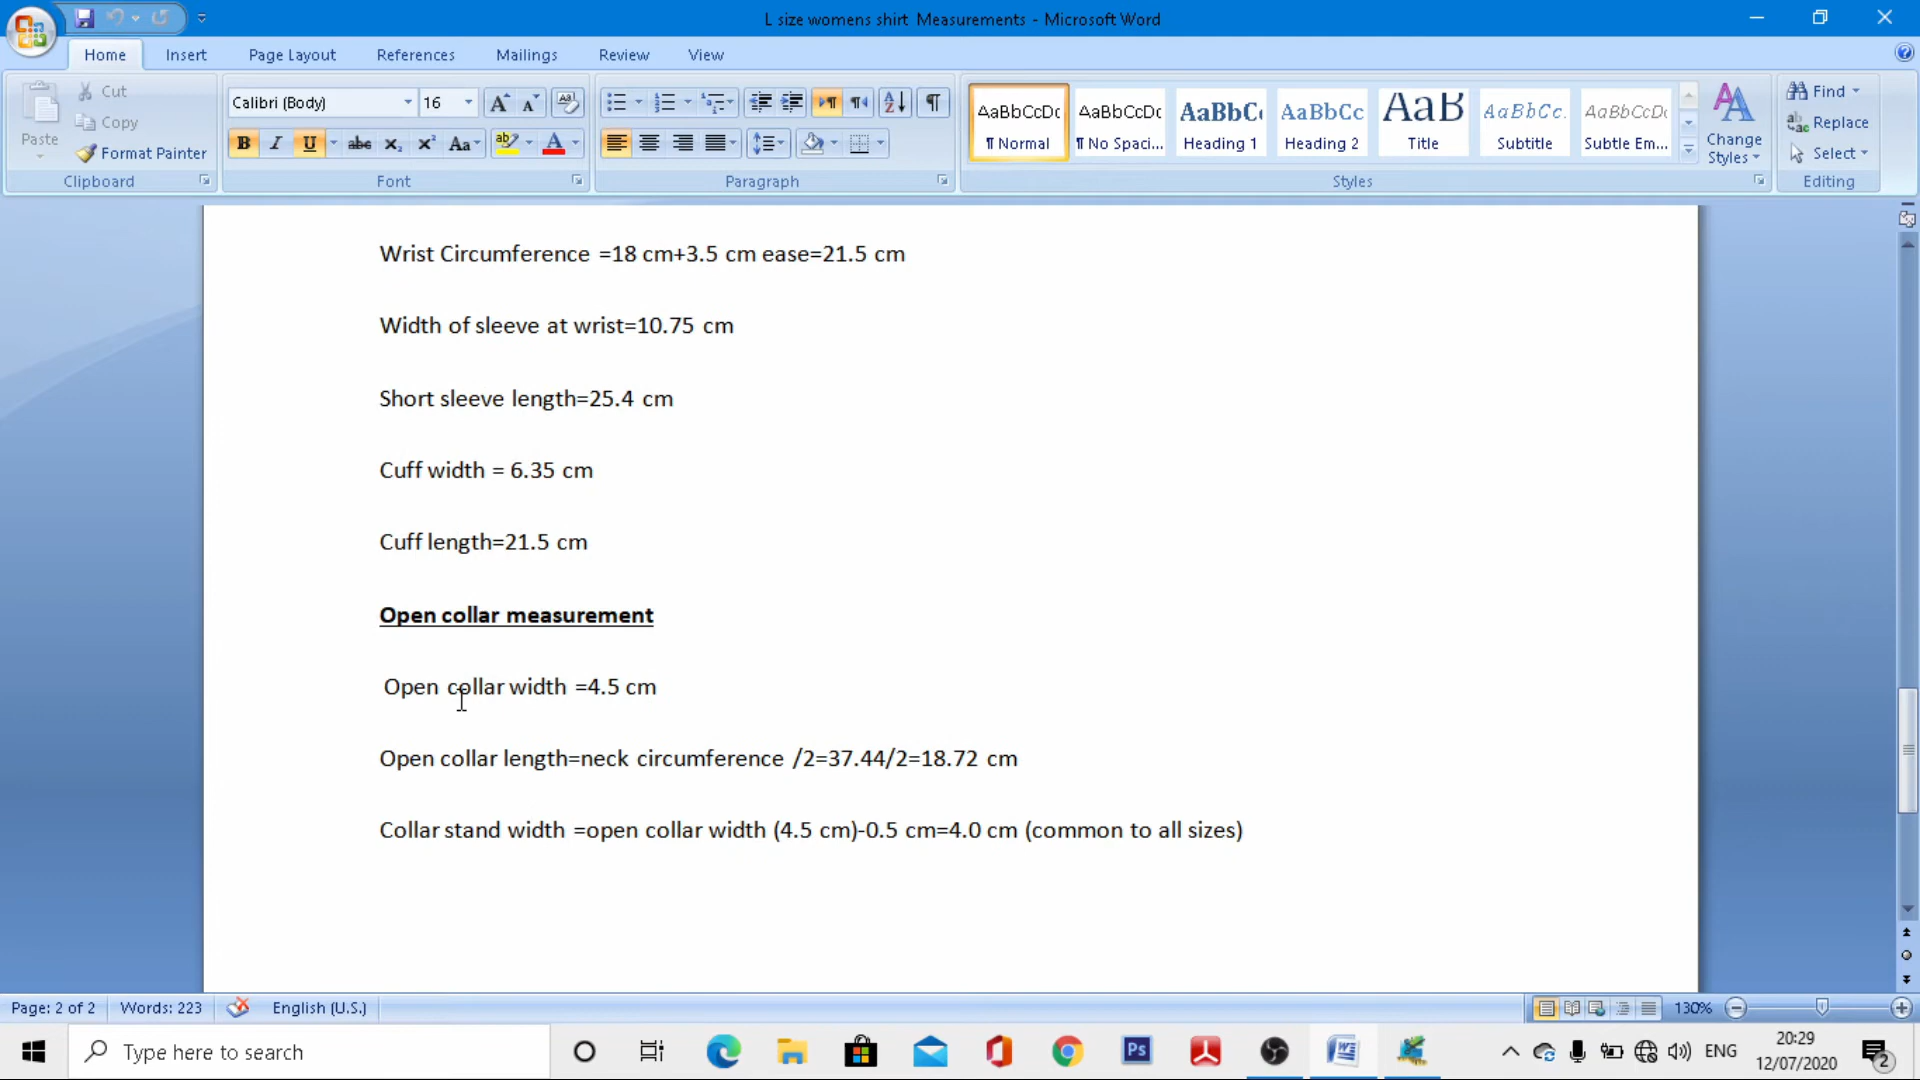 L size womens shirt Measurements - Microsoft Word
Home Insert Page Layout References Mailings Review View
Paste Cut Copy Format Painter
Clipboard
Calibri (Body) 16
B I U abc X₂ X² Aa ab A
Font
Paragraph
AaBbCcDc AaBbCcDc AaBbC AaBbCc AaB AaBbCc. AaBbCcDc
¶ Normal ¶ No Spaci... Heading 1 Heading 2 Title Subtitle Subtle Em...
Change Styles
Styles
Find
Replace
Select
Editing
Wrist Circumference =18 cm+3.5 cm ease=21.5 cm
Width of sleeve at wrist=10.75 cm
Short sleeve length=25.4 cm
Cuff width = 6.35 cm
Cuff length=21.5 cm
Open collar measurement
Open collar width =4.5 cm
Open collar length=neck circumference /2=37.44/2=18.72 cm
Collar stand width =open collar width (4.5 cm)-0.5 cm=4.0 cm (common to all sizes)
Page: 2 of 2 Words: 223 English (U.S.) 130%
Type here to search
Ps
ENG
20:29
12/07/2020
2